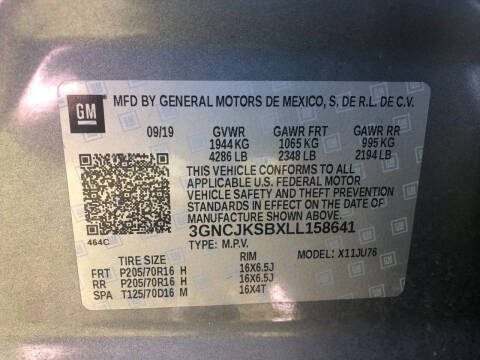 GM MFD BY GENERAL MOTORS DE MEXICO, S. DE R.L. DE C.V.
09/19 GVWR GAWR FRT GAWR RR
1944 KG 1065 KG 995 KG
4286 LB 2348 LB 2194 LB
THIS VEHICLE CONFORMS TO ALL
APPLICABLE U.S. FEDERAL MOTOR
VEHICLE SAFETY AND THEFT PREVENTION
STANDARDS IN EFFECT ON THE DATE
OF MANUFACTURE SHOWN ABOVE.
464C 3GNCJKSBXLL158641
TYPE: M.P.V. MODEL: X11JU76
TIRE SIZE RIM
FRT P205/70R16 H 16X6.5J
RR P205/70R16 H 16X6.5J
SPA T125/70D16 M 16X4T